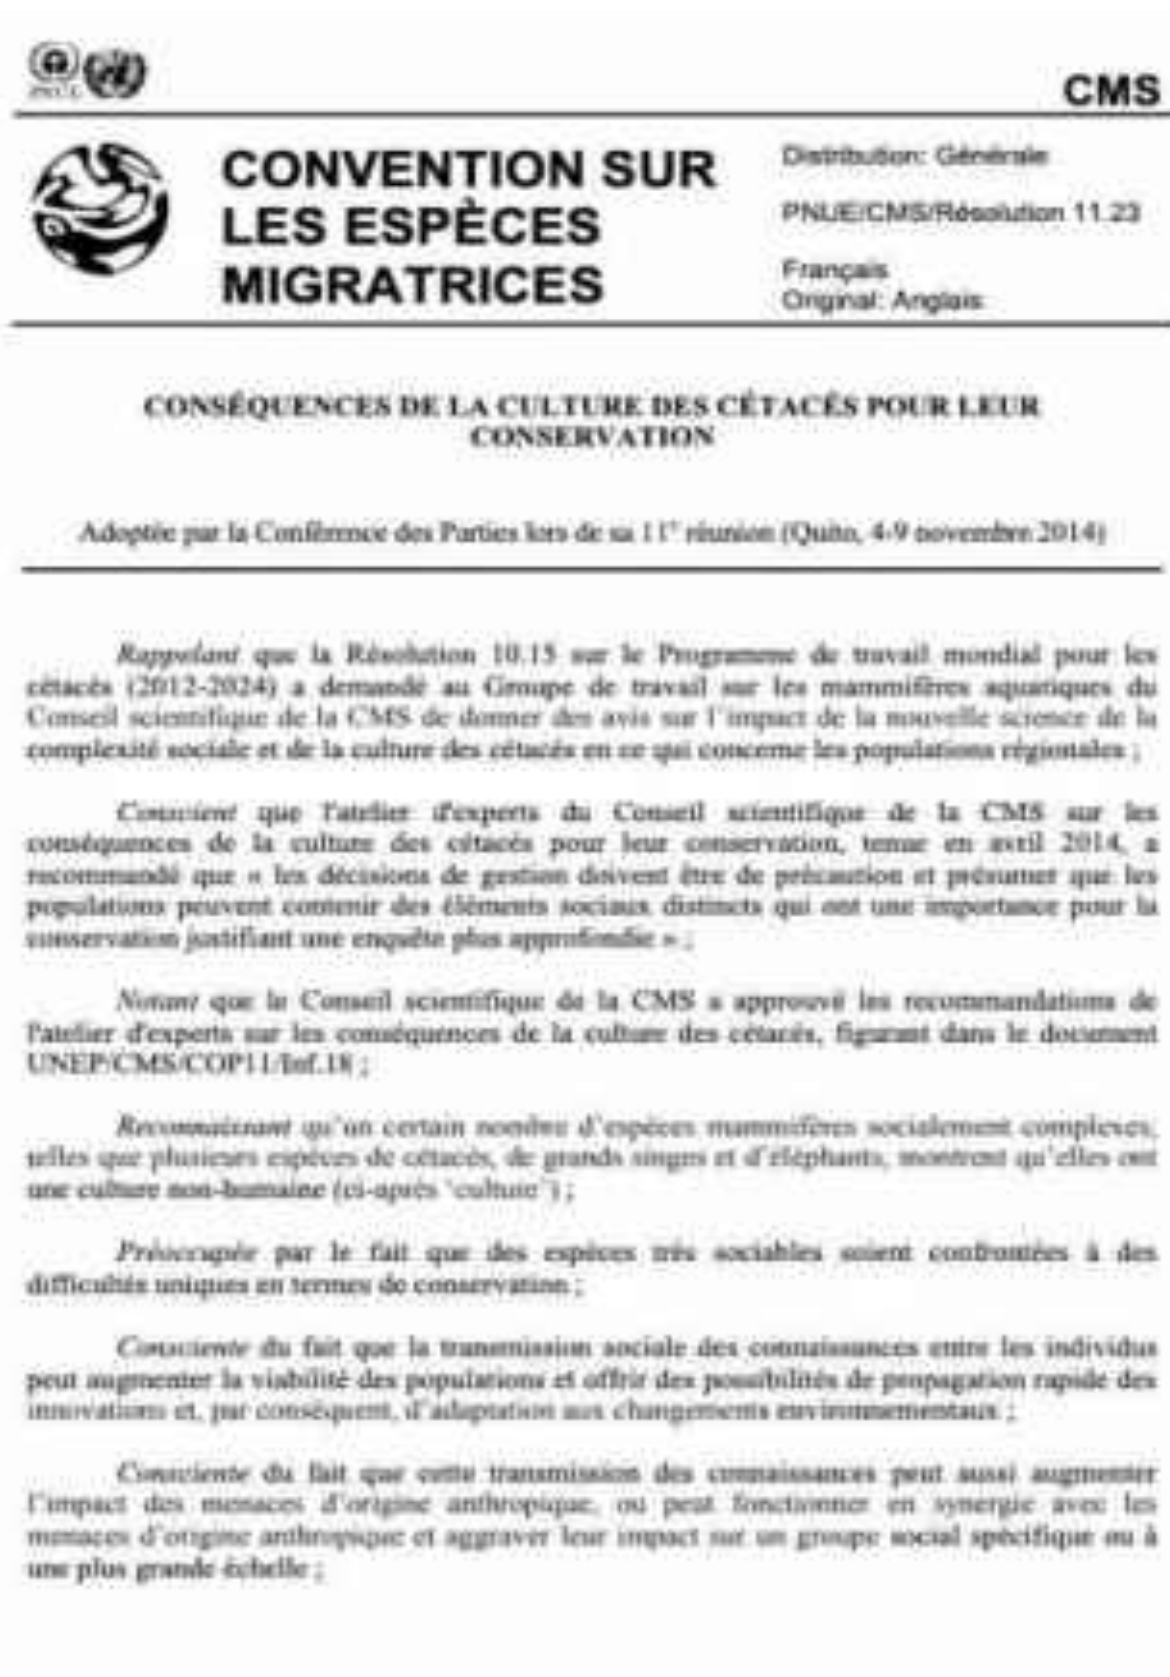 PNUE
CMS
CONVENTION SUR
LES ESPÈCES
MIGRATRICES
Distribution: Générale
PNUE/CMS/Résolution 11.23
Français
Original: Anglais
CONSÉQUENCES DE LA CULTURE DES CÉTACÉS POUR LEUR
CONSERVATION
Adoptée par la Conférence des Parties lors de sa 11e réunion (Quito, 4-9 novembre 2014)
Rappelant que la Résolution 10.15 sur le Programme de travail mondial pour les
cétacés (2012-2024) a demandé au Groupe de travail sur les mammifères aquatiques du
Conseil scientifique de la CMS de donner des avis sur l'impact de la nouvelle science de la
complexité sociale et de la culture des cétacés en ce qui concerne les populations régionales ;
Conscient que l'atelier d'experts du Conseil scientifique de la CMS sur les
conséquences de la culture des cétacés pour leur conservation, tenue en avril 2014, a
recommandé que « les décisions de gestion doivent être de précaution et présumer que les
populations peuvent contenir des éléments sociaux distincts qui ont une importance pour la
conservation justifiant une enquête plus approfondie » ;
Notant que le Conseil scientifique de la CMS a approuvé les recommandations de
l'atelier d'experts sur les conséquences de la culture des cétacés, figurant dans le document
UNEP/CMS/COP11/Inf.18 ;
Reconnaissant qu'un certain nombre d'espèces mammifères socialement complexes,
telles que plusieurs espèces de cétacés, de grands singes et d'éléphants, montrent qu'elles ont
une culture non-humaine (ci-après 'culture') ;
Préoccupée par le fait que des espèces très sociables soient confrontées à des
difficultés uniques en termes de conservation ;
Consciente du fait que la transmission sociale des connaissances entre les individus
peut augmenter la viabilité des populations et offrir des possibilités de propagation rapide des
innovations et, par conséquent, d'adaptation aux changements environnementaux ;
Consciente du fait que cette transmission des connaissances peut aussi augmenter
l'impact des menaces d'origine anthropique, ou peut fonctionner en synergie avec les
menaces d'origine anthropique et aggraver leur impact sur un groupe social spécifique ou à
une plus grande échelle ;